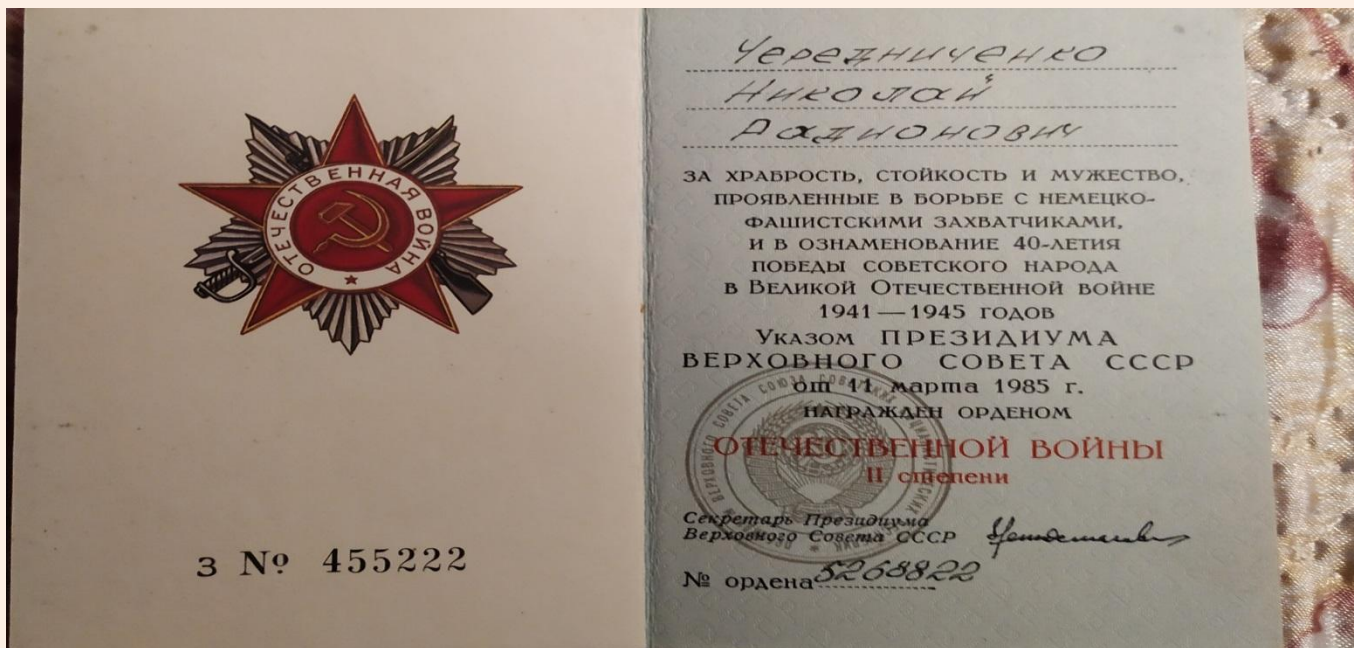 ОТЕЧЕСТВЕННАЯ ВОЙНА
З № 455222
Чередниченко
Николай
Радионович
ЗА ХРАБРОСТЬ, СТОЙКОСТЬ И МУЖЕСТВО,
ПРОЯВЛЕННЫЕ В БОРЬБЕ С НЕМЕЦКО-
ФАШИСТСКИМИ ЗАХВАТЧИКАМИ,
И В ОЗНАМЕНОВАНИЕ 40-ЛЕТИЯ
ПОБЕДЫ СОВЕТСКОГО НАРОДА
В ВЕЛИКОЙ ОТЕЧЕСТВЕННОЙ ВОЙНЕ
1941 — 1945 ГОДОВ
УКАЗОМ ПРЕЗИДИУМА
ВЕРХОВНОГО СОВЕТА СССР
от 11 марта 1985 г.
НАГРАЖДЕН ОРДЕНОМ
ОТЕЧЕСТВЕННОЙ ВОЙНЫ
II степени
Секретарь Президиума
Верховного Совета СССР
№ ордена 5268822